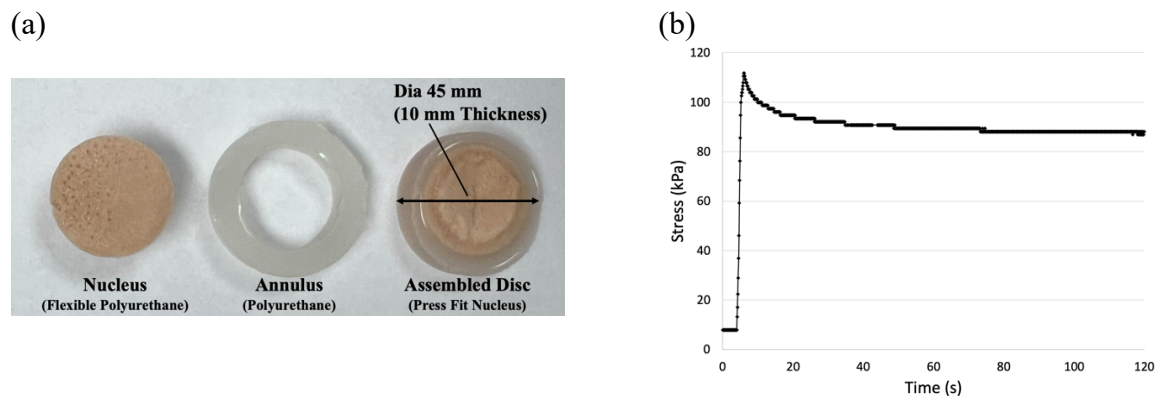 (a)
Dia 45 mm
(10 mm Thickness)
Nucleus
(Flexible Polyurethane)
Annulus
(Polyurethane)
Assembled Disc
(Press Fit Nucleus)
(b)
120
100
80
60
40
20
0
Stress (kPa)
0 20 40 60 80 100 120
Time (s)